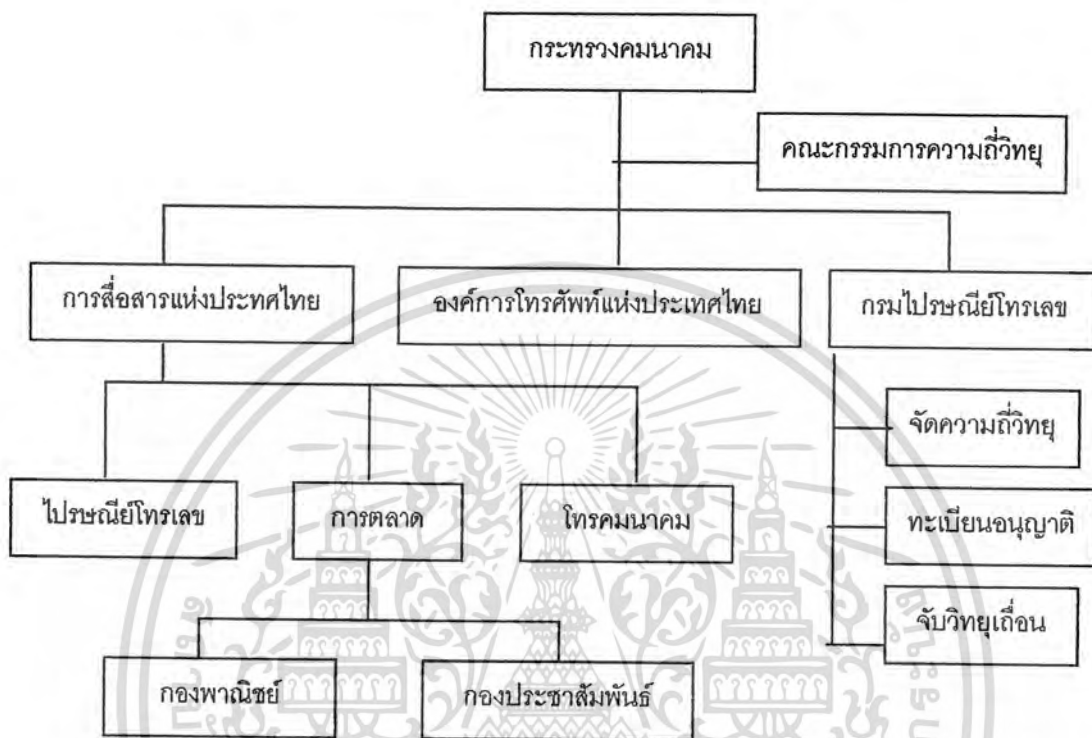 กระทรวงคมนาคม
คณะกรรมการความถี่วิทยุ
การสื่อสารแห่งประทศไทย
องค์การโทรศัพท์แห่งประเทศไทย
กรมไปรษณีย์โทรเลข
จัดความถี่วิทยุ
ไปรษณีย์โทรเลข
การตลาด
โทรคมนาคม
ทะเบียนอนุญาติ
จับวิทยุเถื่อน
กองพาณิชย์
กองประชาสัมพันธ์